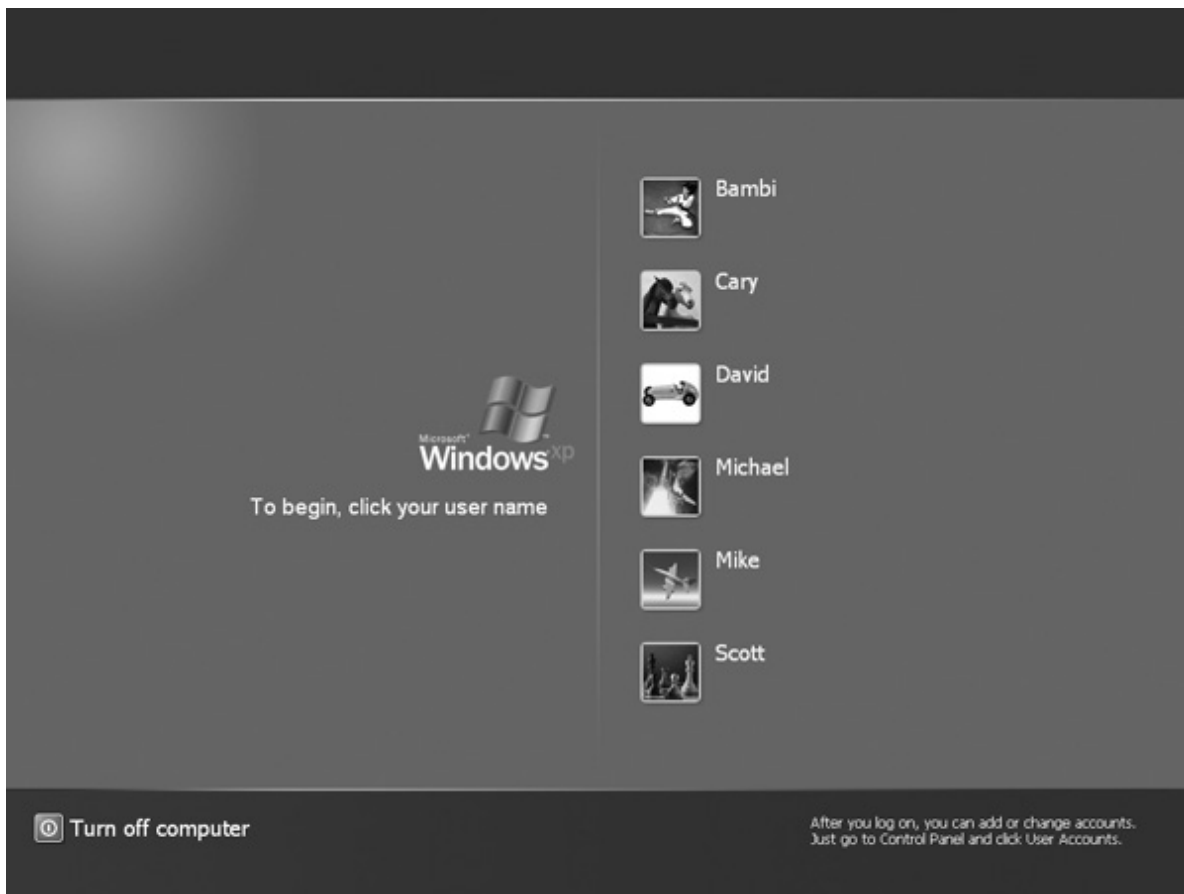 Bambi
Cary
David
Michael
Mike
Scott
Microsoft®
Windows xp™
To begin, click your user name
Turn off computer
After you log on, you can add or change accounts.
Just go to Control Panel and click User Accounts.